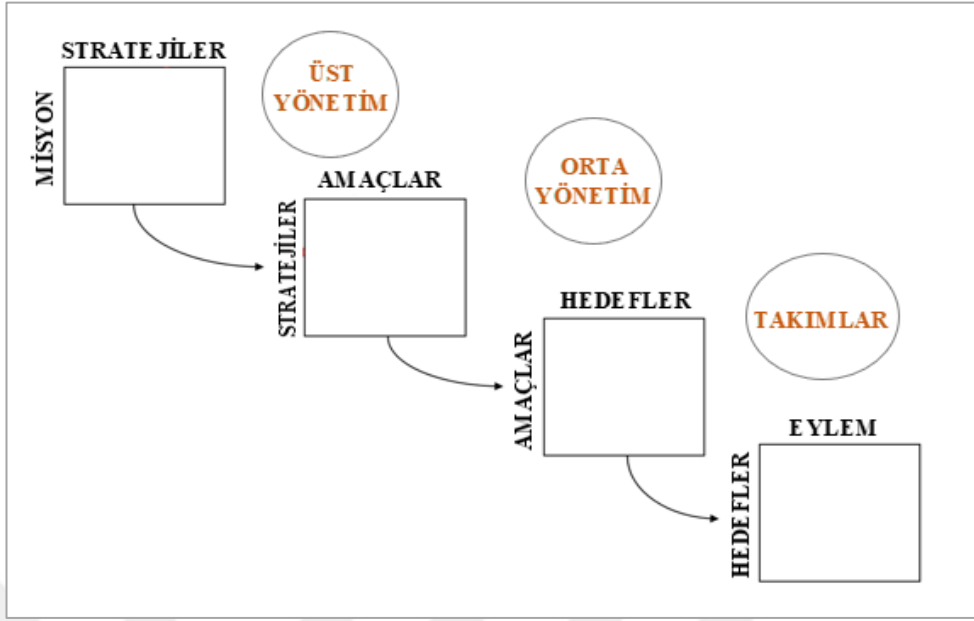 STRATEJİLER
MİSYON
ÜST
YÖNETİM
AMAÇLAR
STRATEJİLER
ORTA
YÖNETİM
HEDEFLER
AMAÇLAR
TAKIMLAR
EYLEM
HEDEFLER